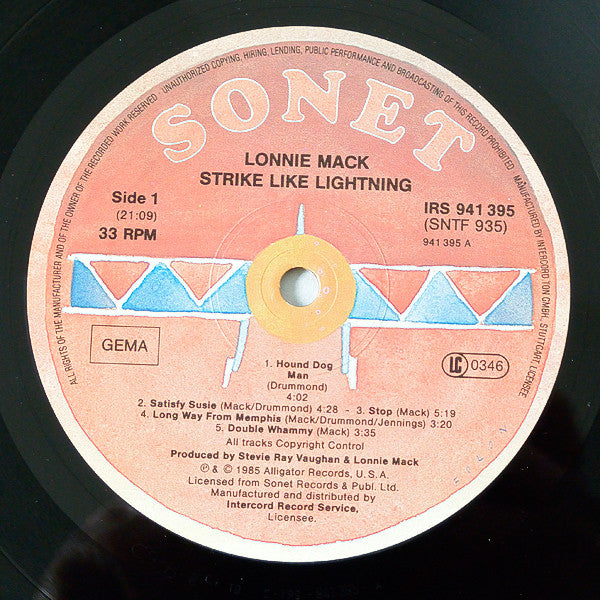 ALL RIGHTS OF THE MANUFACTURER AND OF THE OWNER OF THE RECORDED WORK RESERVED · UNAUTHORIZED COPYING, HIRING, LENDING, PUBLIC PERFORMANCE AND BROADCASTING OF THIS RECORD PROHIBITED
MANUFACTURED BY INTERCORD TON GMBH, STUTTGART, LICENSEE
SONET
LONNIE MACK
STRIKE LIKE LIGHTNING
Side 1
(21:09)
33 RPM
IRS 941 395
(SNTF 935)
941 395 A
GEMA
LC 0346
1. Hound Dog
Man
(Drummond)
4:02
2. Satisfy Susie (Mack/Drummond) 4:28 - 3. Stop (Mack) 5:19
4. Long Way From Memphis (Mack/Drummond/Jennings) 3:20
5. Double Whammy (Mack) 3:35
All tracks Copyright Control
Produced by Stevie Ray Vaughan & Lonnie Mack
℗ & © 1985 Alligator Records, U.S.A.
Licensed from Sonet Records & Publ. Ltd.
Manufactured and distributed by
Intercord Record Service,
Licensee.